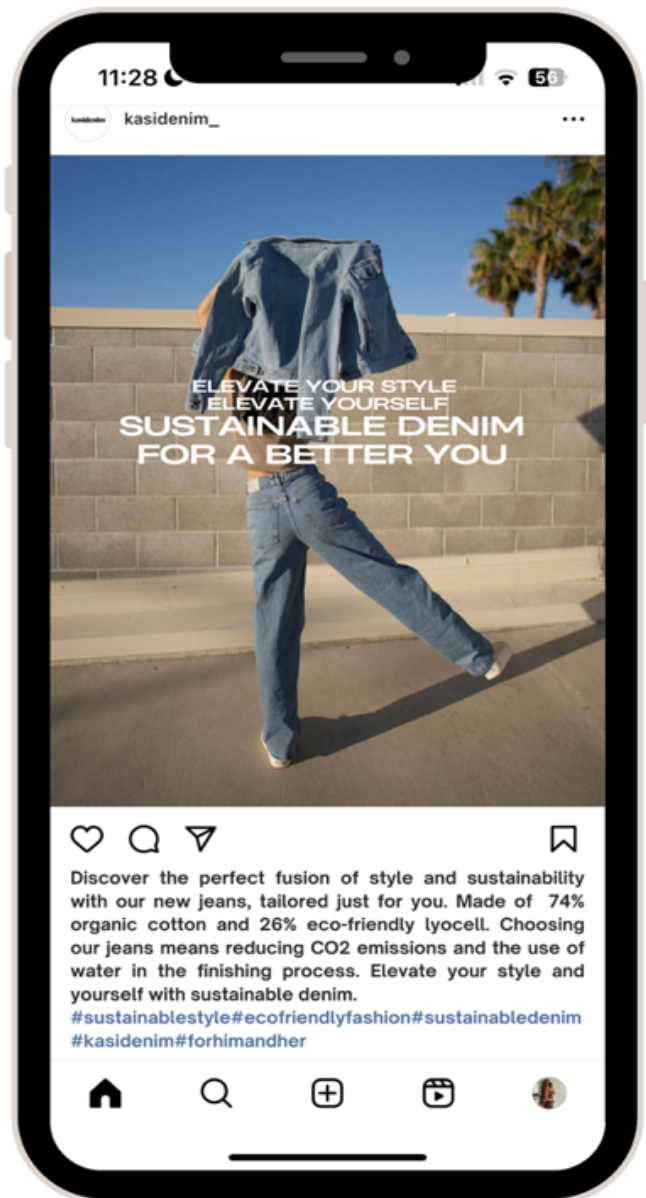 11:28
56
kasidenim
kasidenim_
ELEVATE YOUR STYLE
ELEVATE YOURSELF
SUSTAINABLE DENIM
FOR A BETTER YOU
Discover the perfect fusion of style and sustainability
with our new jeans, tailored just for you. Made of 74%
organic cotton and 26% eco-friendly lyocell. Choosing
our jeans means reducing CO2 emissions and the use of
water in the finishing process. Elevate your style and
yourself with sustainable denim.
#sustainablestyle#ecofriendlyfashion#sustainabledenim
#kasidenim#forhimandher